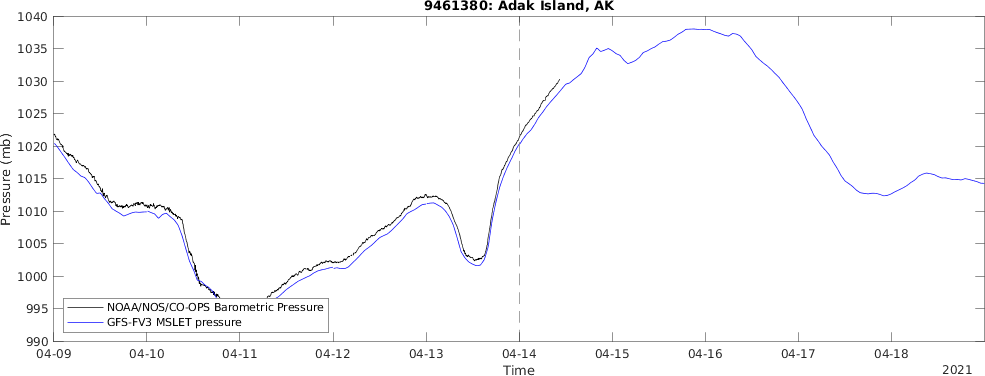 9461380: Adak Island, AK
Pressure (mb)
1040
1035
1030
1025
1020
1015
1010
1005
1000
995
990
NOAA/NOS/CO-OPS Barometric Pressure
GFS-FV3 MSLET pressure
04-09 04-10 04-11 04-12 04-13 04-14 04-15 04-16 04-17 04-18
Time
2021